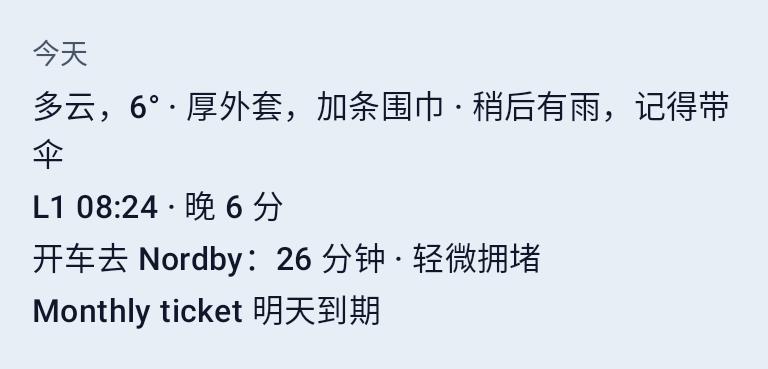 今天
多云，6° · 厚外套，加条围巾 · 稍后有雨，记得带
伞
L1 08:24 · 晚 6 分
开车去 Nordby：26 分钟 · 轻微拥堵
Monthly ticket 明天到期